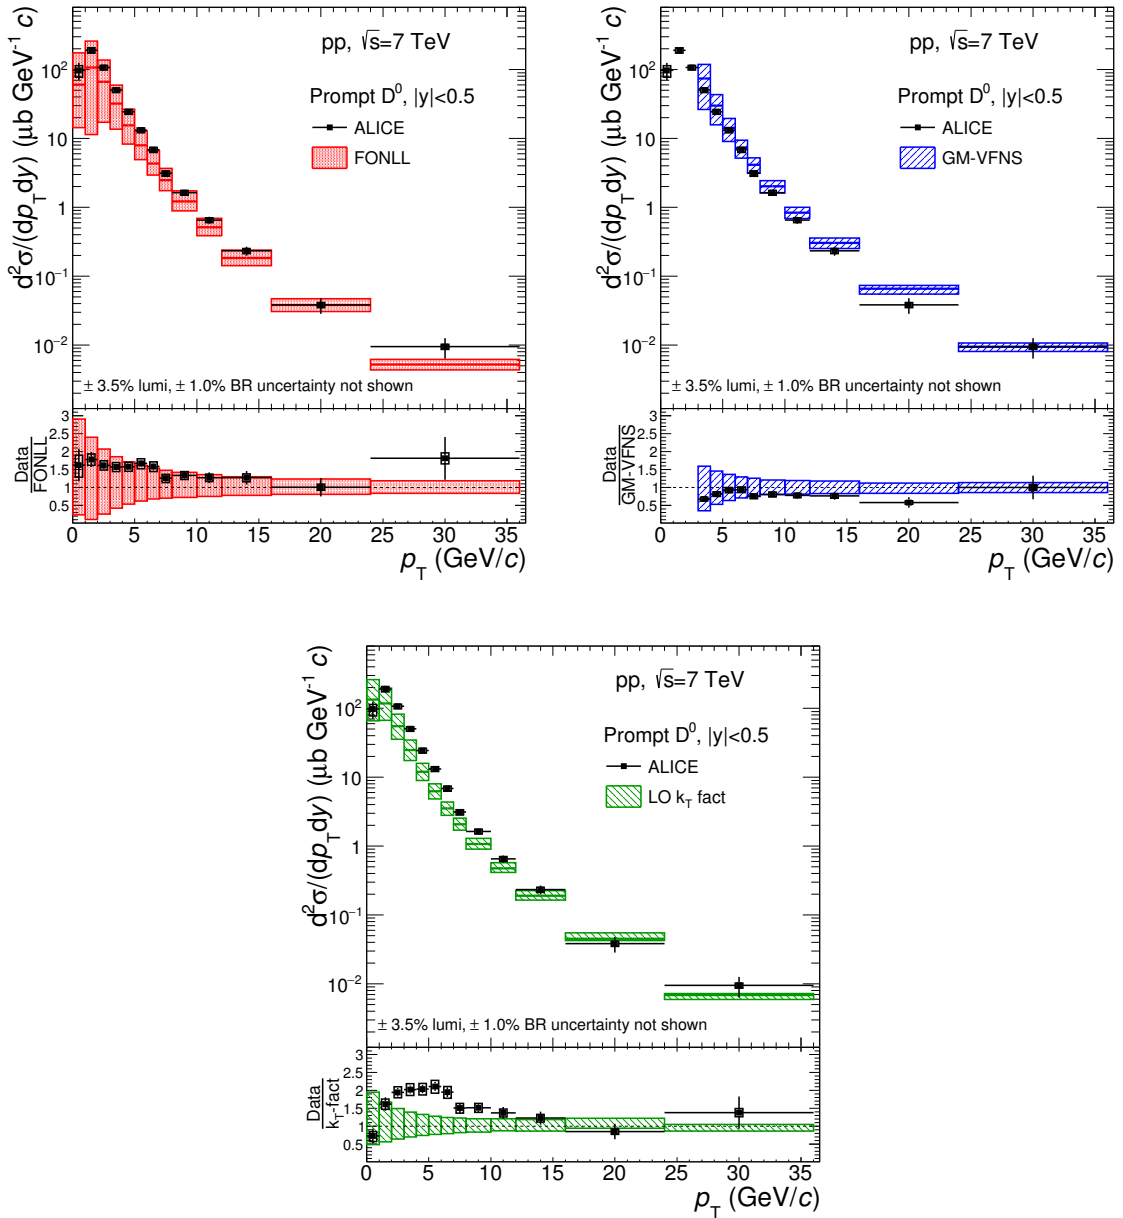 d²σ/(dp_T dy) (μb GeV⁻¹ c)
10²
10
1
10⁻¹
10⁻²
pp, √s=7 TeV
Prompt D⁰, |y|<0.5
ALICE
FONLL
± 3.5% lumi, ± 1.0% BR uncertainty not shown
Data
FONLL
3
2.5
2
1.5
1
0.5
0 5 10 15 20 25 30 35
p_T (GeV/c)
d²σ/(dp_T dy) (μb GeV⁻¹ c)
10²
10
1
10⁻¹
10⁻²
pp, √s=7 TeV
Prompt D⁰, |y|<0.5
ALICE
GM-VFNS
± 3.5% lumi, ± 1.0% BR uncertainty not shown
Data
GM-VFNS
3
2.5
2
1.5
1
0.5
0 5 10 15 20 25 30 35
p_T (GeV/c)
d²σ/(dp_T dy) (μb GeV⁻¹ c)
10²
10
1
10⁻¹
10⁻²
pp, √s=7 TeV
Prompt D⁰, |y|<0.5
ALICE
LO k_T fact
± 3.5% lumi, ± 1.0% BR uncertainty not shown
Data
k_T-fact
3
2.5
2
1.5
1
0.5
0 5 10 15 20 25 30 35
p_T (GeV/c)